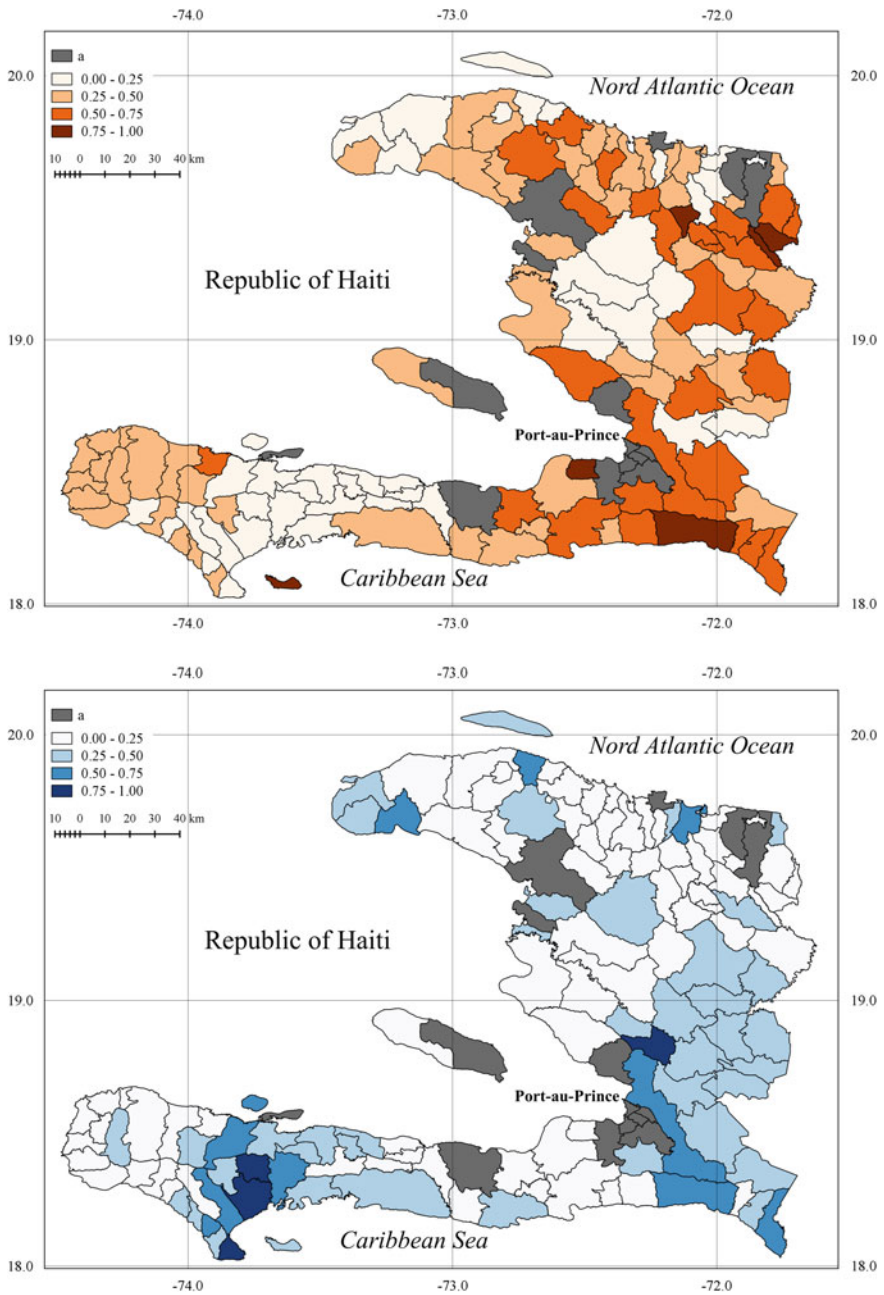 -74.0 -73.0 -72.0
a
0.00 - 0.25
0.25 - 0.50
0.50 - 0.75
0.75 - 1.00
10 0 10 20 30 40 km
20.0 20.0
Nord Atlantic Ocean
Republic of Haiti
19.0 19.0
Port-au-Prince
Caribbean Sea
18.0 18.0
-74.0 -73.0 -72.0
-74.0 -73.0 -72.0
a
0.00 - 0.25
0.25 - 0.50
0.50 - 0.75
0.75 - 1.00
10 0 10 20 30 40 km
20.0 20.0
Nord Atlantic Ocean
Republic of Haiti
19.0 19.0
Port-au-Prince
Caribbean Sea
18.0 18.0
-74.0 -73.0 -72.0